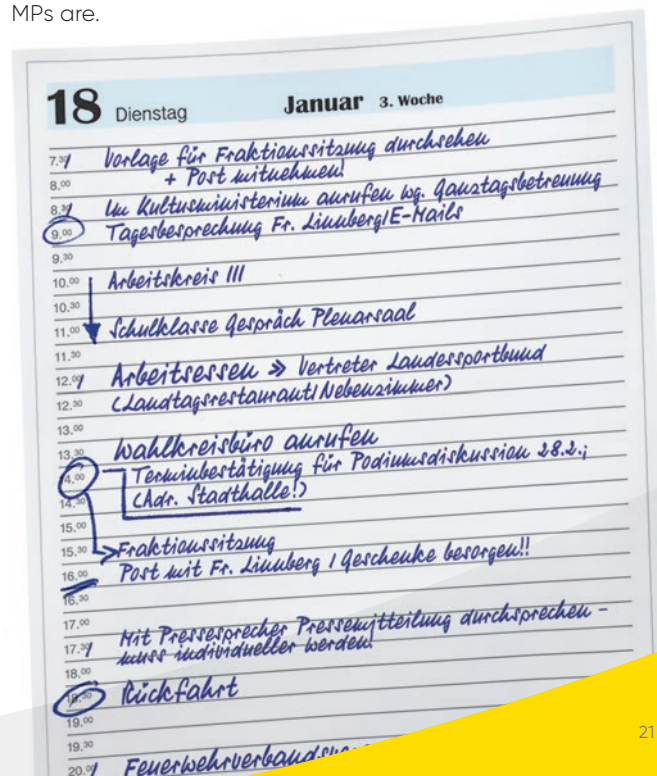 MPs are.
18 Dienstag Januar 3. Woche
7.30 Vorlage für Fraktionssitzung durchsehen
8.00 + Post mitnehmen!
8.30 Im Kultusministerium anrufen wg. Ganztagsbetreuung
9.00 Tagesbesprechung Fr. Linnberg/E-Mails
9.30
10.00 Arbeitskreis III
10.30
11.00 Schulklasse Gespräch Plenarsaal
11.30
12.00 Arbeitsessen » Vertreter Landessportbund
12.30 (Landtagsrestaurant/Nebenzimmer)
13.00
13.30 Wahlkreisbüro anrufen
14.00 Terminbestätigung für Podiumsdiskussion 28.2.;
14.30 (Adr. Stadthalle!)
15.00
15.30 Fraktionssitzung
16.00 Post mit Fr. Linnberg / Geschenke besorgen!!
16.30
17.00
17.30 Mit Pressesprecher Pressemitteilung durchsprechen –
muss individueller werden!
18.00
18.30 Rückfahrt
19.00
19.30
20.00
21